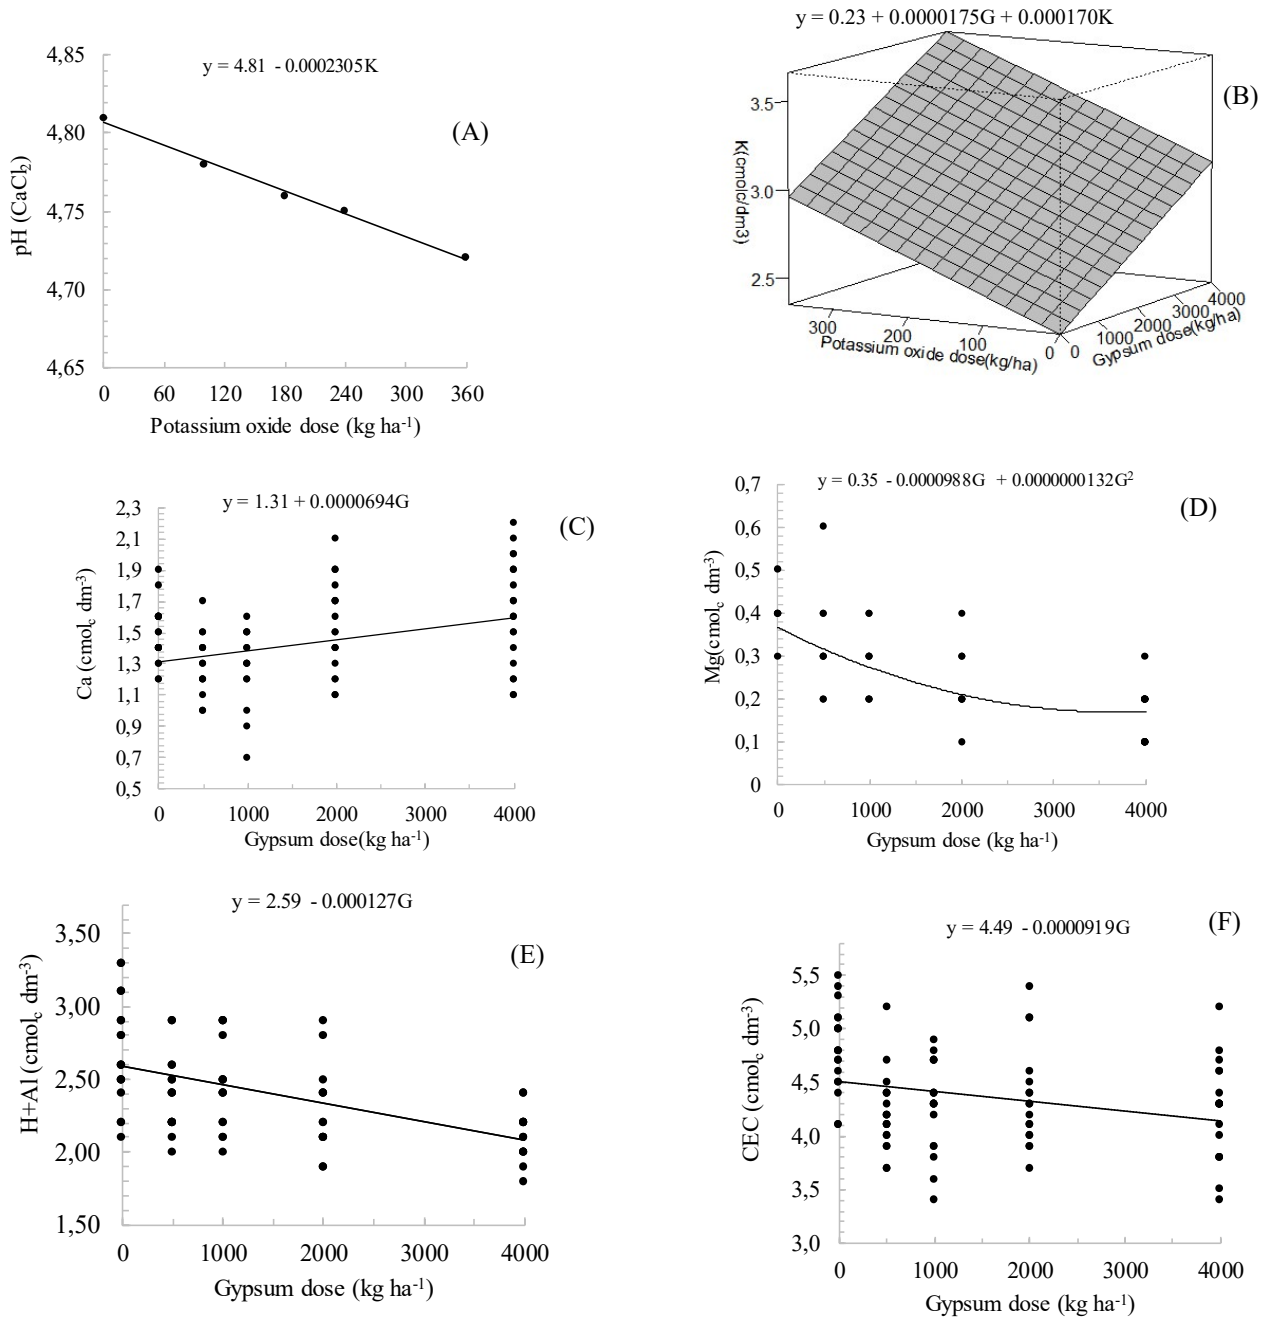 y = 4.81 - 0.0002305K
(A)
4,85
4,80
4,75
4,70
4,65
pH (CaCl2)
0 60 120 180 240 300 360
Potassium oxide dose (kg ha-1)
y = 0.23 + 0.0000175G + 0.000170K
(B)
3.5
3.0
2.5
K(cmolc/dm3)
300 200 100 0
Potassium oxide dose(kg/ha)
0 1000 2000 3000 4000
Gypsum dose(kg/ha)
y = 1.31 + 0.0000694G
(C)
2,3
2,1
1,9
1,7
1,5
1,3
1,1
0,9
0,7
0,5
Ca (cmolc dm-3)
0 1000 2000 3000 4000
Gypsum dose(kg ha-1)
y = 0.35 - 0.0000988G + 0.0000000132G2
(D)
0,7
0,6
0,5
0,4
0,3
0,2
0,1
0
Mg(cmolc dm-3)
0 1000 2000 3000 4000
Gypsum dose (kg ha-1)
y = 2.59 - 0.000127G
(E)
3,50
3,00
2,50
2,00
1,50
H+Al (cmolc dm-3)
0 1000 2000 3000 4000
Gypsum dose (kg ha-1)
y = 4.49 - 0.0000919G
(F)
5,5
5,0
4,5
4,0
3,5
3,0
CEC (cmolc dm-3)
0 1000 2000 3000 4000
Gypsum dose (kg ha-1)